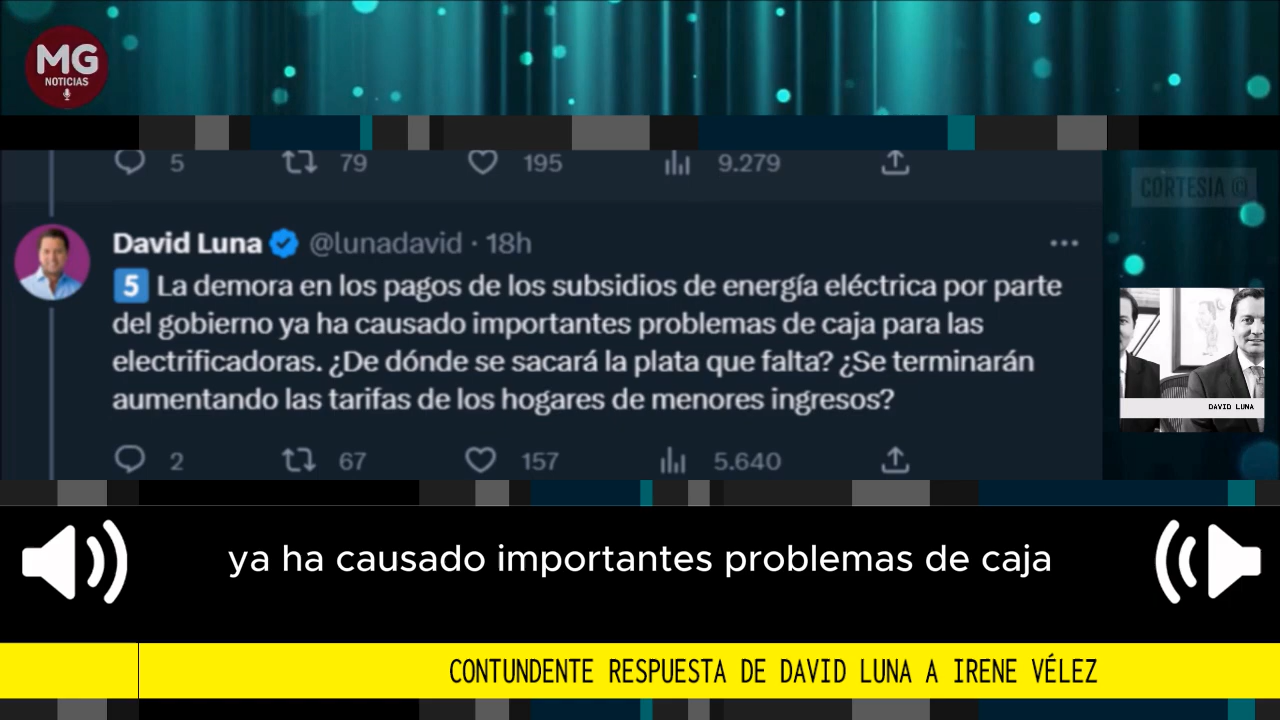 MG
NOTICIAS
5 79 195 9.279
CORTESIA ©
David Luna @lunadavid · 18h
5 La demora en los pagos de los subsidios de energía eléctrica por parte
del gobierno ya ha causado importantes problemas de caja para las
electrificadoras. ¿De dónde se sacará la plata que falta? ¿Se terminarán
aumentando las tarifas de los hogares de menores ingresos?
DAVID LUNA
2 67 157 5.640
ya ha causado importantes problemas de caja
CONTUNDENTE RESPUESTA DE DAVID LUNA A IRENE VÉLEZ